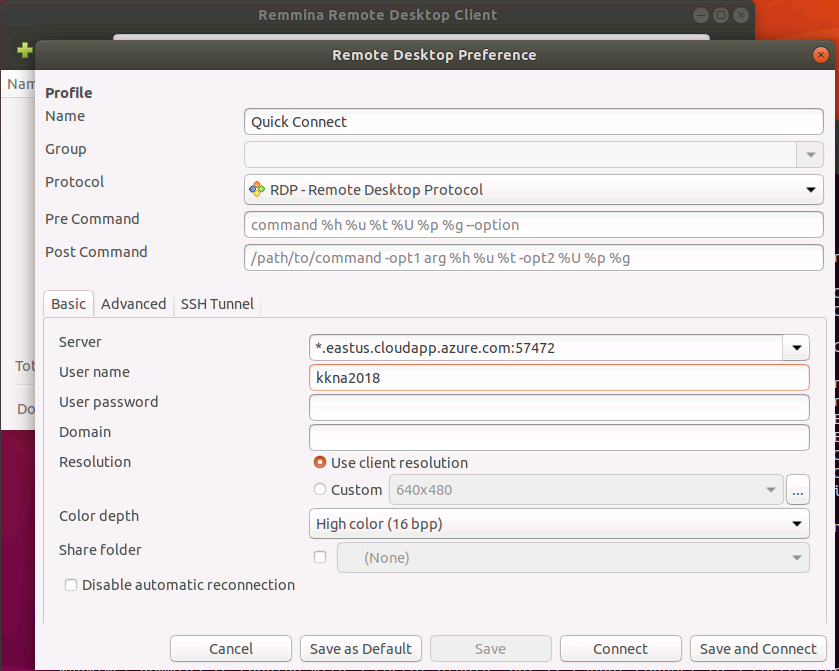 Remmina Remote Desktop Client
Remote Desktop Preference
Nam
Profile
Name
Quick Connect
Group
Protocol
RDP - Remote Desktop Protocol
Pre Command
command %h %u %t %U %p %g --option
Post Command
/path/to/command -opt1 arg %h %u %t -opt2 %U %p %g
Basic Advanced SSH Tunnel
Server
*.eastus.cloudapp.azure.com:57472
Tot
User name
kkna2018
User password
Do
Domain
Resolution
Use client resolution
Custom 640x480 ...
Color depth
High color (16 bpp)
Share folder
(None)
Disable automatic reconnection
Cancel Save as Default Save Connect Save and Connect